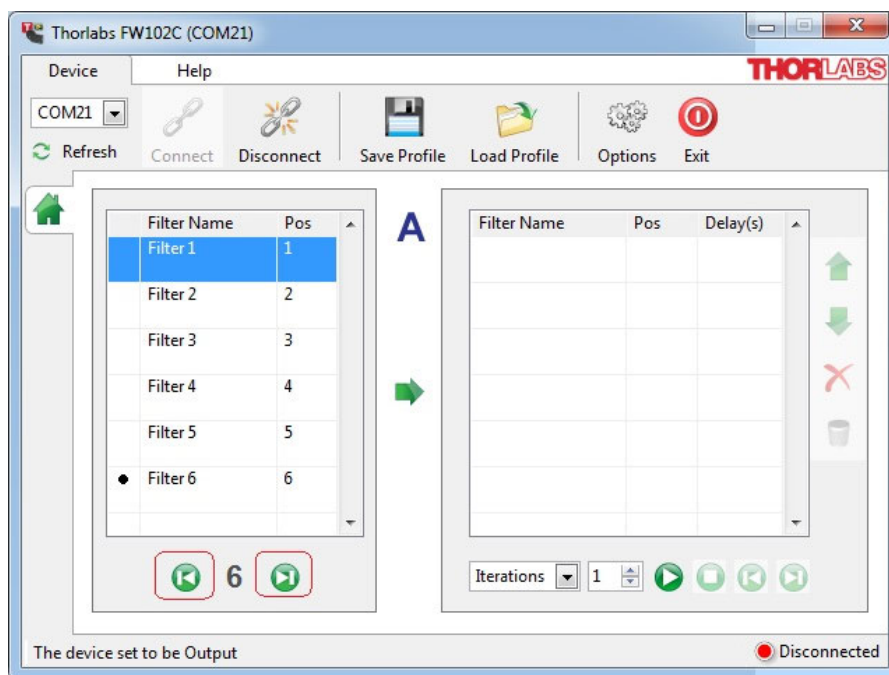 Thorlabs FW102C (COM21)
Device Help
THORLABS
COM21
Refresh
Connect Disconnect Save Profile Load Profile Options Exit
Filter Name Pos
Filter 1 1
Filter 2 2
Filter 3 3
Filter 4 4
Filter 5 5
Filter 6 6
6
A
Filter Name Pos Delay(s)
Iterations 1
The device set to be Output
Disconnected